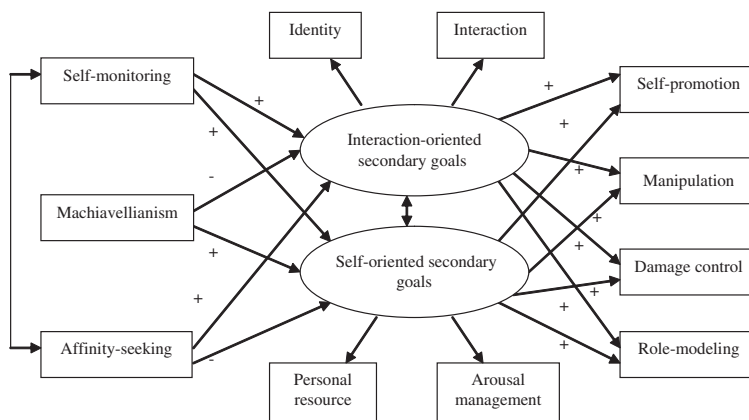 Identity
Interaction
Self-monitoring
+
+
Self-promotion
+
+
Interaction-oriented
secondary goals
-
Machiavellianism
+
Manipulation
+
+
+
Self-oriented secondary
goals
Damage control
+
+
+
Affinity-seeking
-
+
Role-modeling
Personal
resource
Arousal
management